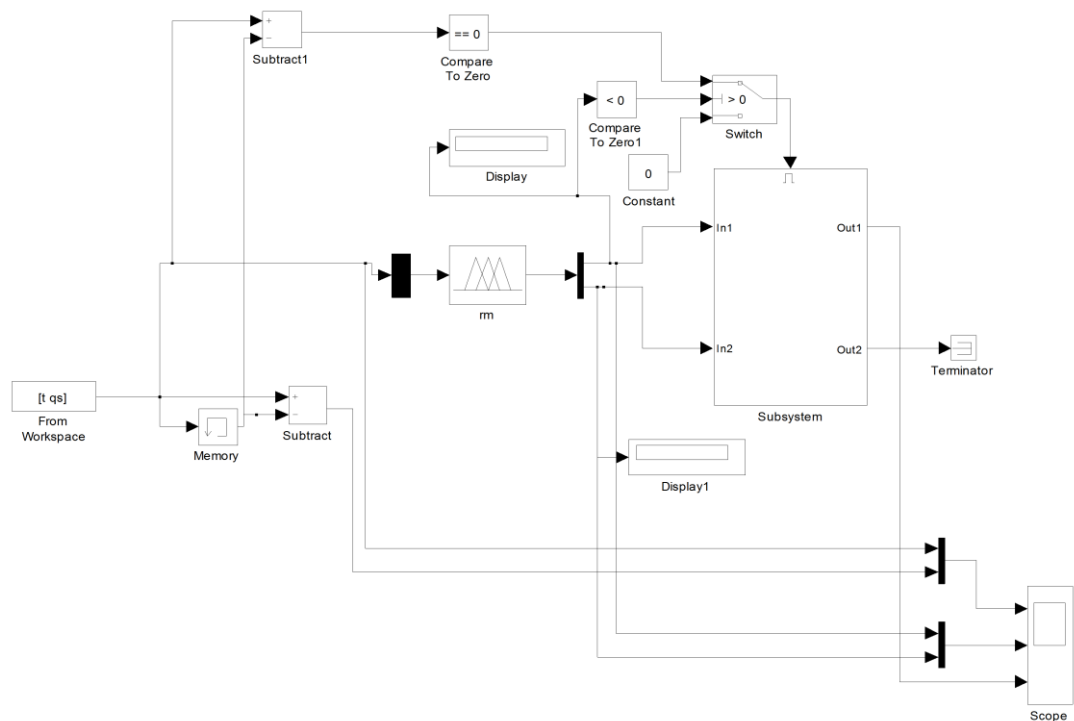 +
−
Subtract1
== 0
Compare
To Zero
< 0
Compare
To Zero1
> 0
Switch
Display
0
Constant
In1
Out1
rm
In2
Out2
Terminator
Subsystem
[t qs]
From
Workspace
+
−
Subtract
Memory
Display1
Scope